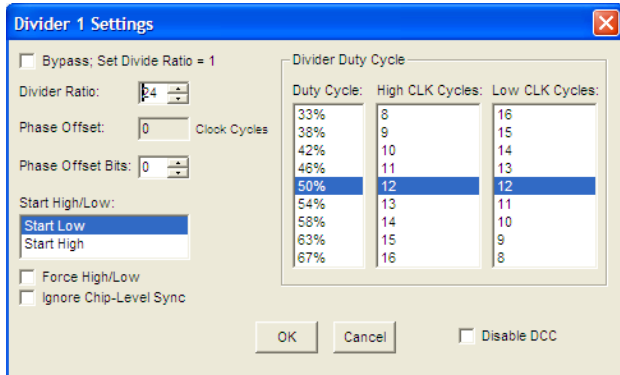 Divider 1 Settings
Bypass; Set Divide Ratio = 1
Divider Ratio: 24
Phase Offset: 0 Clock Cycles
Phase Offset Bits: 0
Start High/Low:
Start Low
Start High
Force High/Low
Ignore Chip-Level Sync
Divider Duty Cycle
Duty Cycle: High CLK Cycles: Low CLK Cycles:
33% 8 16
38% 9 15
42% 10 14
46% 11 13
50% 12 12
54% 13 11
58% 14 10
63% 15 9
67% 16 8
OK Cancel Disable DCC